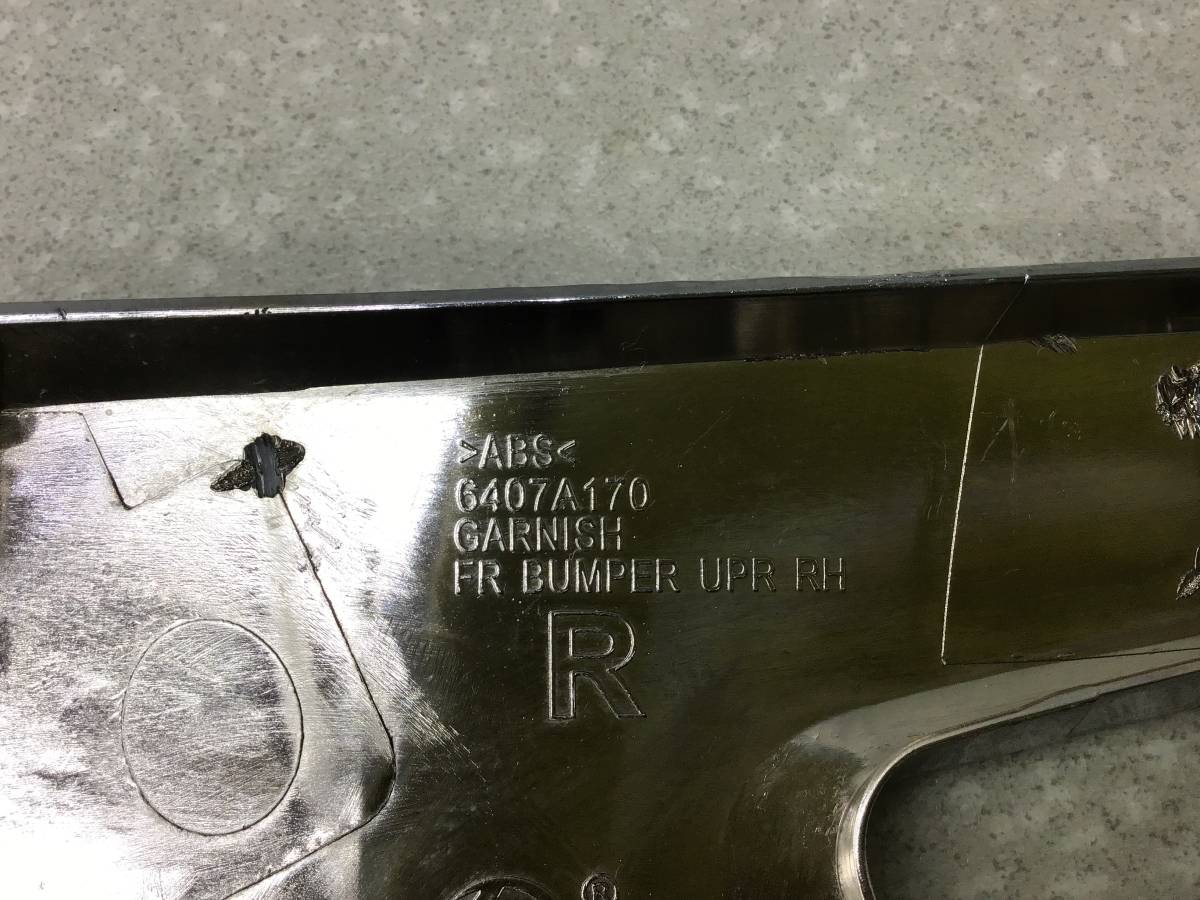 >ABS<
6407A170
GARNISH
FR BUMPER UPR RH
R
®